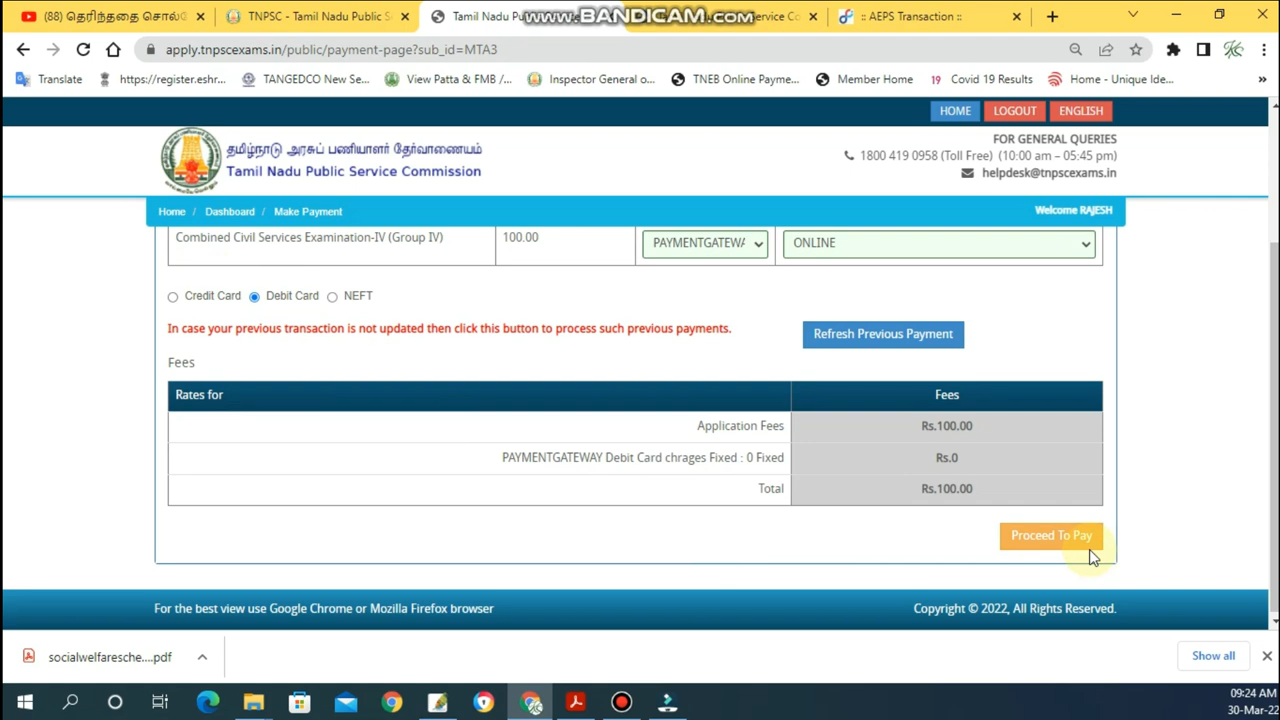 (88) தெரிந்ததை சொல்
TNPSC - Tamil Nadu Public S
Tamil Nadu Pu
www.BANDICAM.com
ervice Co
:: AEPS Transaction ::
apply.tnpscexams.in/public/payment-page?sub_id=MTA3
Translate
https://register.eshr...
TANGEDCO New Se...
View Patta & FMB /...
Inspector General o...
TNEB Online Payme...
Member Home
19 Covid 19 Results
Home - Unique Ide...
»
HOME
LOGOUT
ENGLISH
தமிழ்நாடு அரசுப் பணியாளர் தேர்வாணையம்
Tamil Nadu Public Service Commission
FOR GENERAL QUERIES
1800 419 0958 (Toll Free) (10:00 am – 05:45 pm)
helpdesk@tnpscexams.in
Home / Dashboard / Make Payment
Welcome RAJESH
Combined Civil Services Examination-IV (Group IV)
100.00
PAYMENTGATEWA
ONLINE
Credit Card Debit Card NEFT
In case your previous transaction is not updated then click this button to process such previous payments.
Refresh Previous Payment
Fees
Rates for Fees
Application Fees Rs.100.00
PAYMENTGATEWAY Debit Card chrages Fixed : 0 Fixed Rs.0
Total Rs.100.00
Proceed To Pay
For the best view use Google Chrome or Mozilla Firefox browser
Copyright © 2022, All Rights Reserved.
socialwelfaresche....pdf
Show all
09:24 AM
30-Mar-22